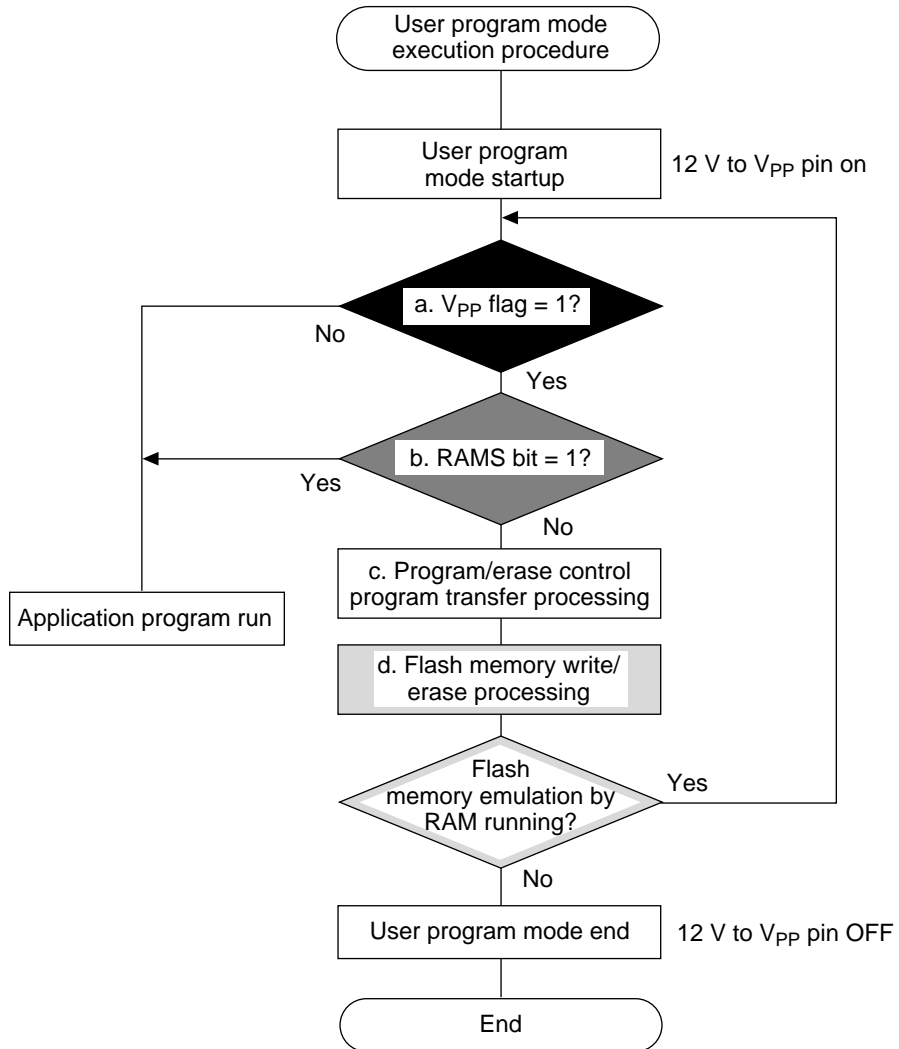 User program mode
execution procedure
User program
mode startup
12 V to VPP pin on
a. VPP flag = 1?
No
Yes
b. RAMS bit = 1?
Yes
No
c. Program/erase control
program transfer processing
Application program run
d. Flash memory write/
erase processing
Flash
memory emulation by
RAM running?
Yes
No
User program mode end
12 V to VPP pin OFF
End